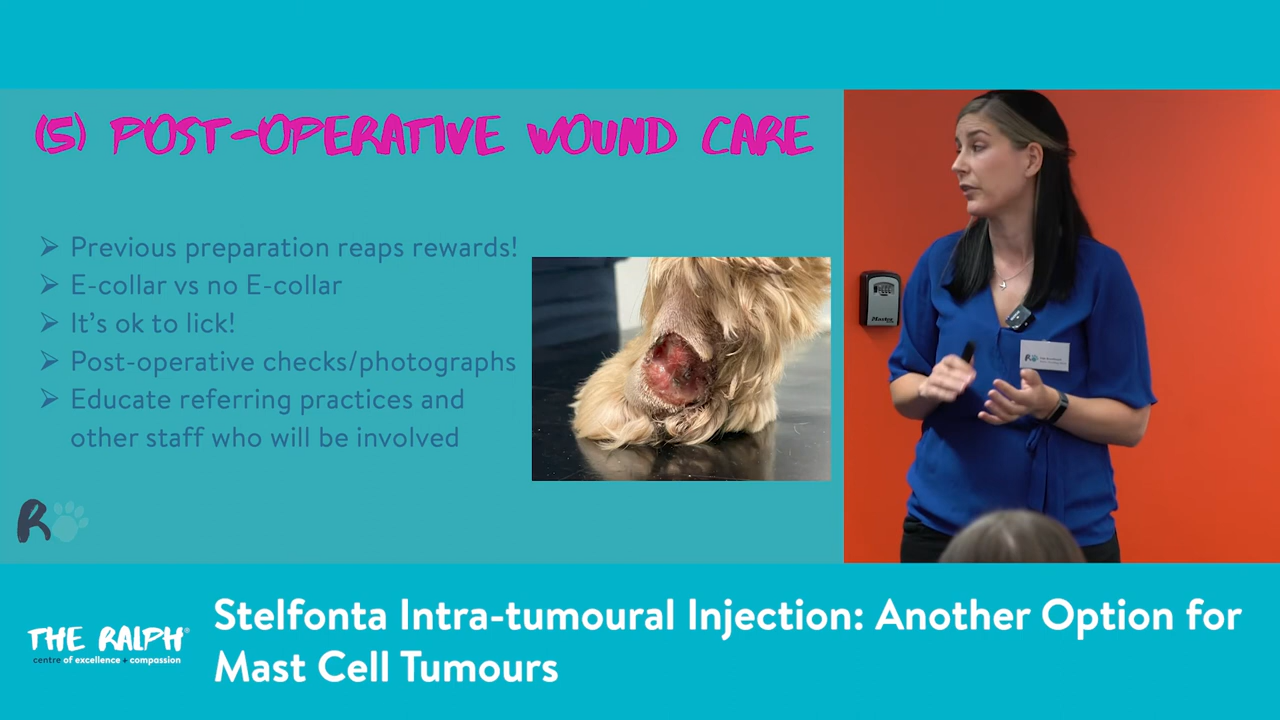 (5) POST-OPERATIVE WOUND CARE
Previous preparation reaps rewards!
E-collar vs no E-collar
It's ok to lick!
Post-operative checks/photographs
Educate referring practices and
other staff who will be involved
R
THE RALPH®
centre of excellence + compassion
Stelfonta Intra-tumoural Injection: Another Option for
Mast Cell Tumours